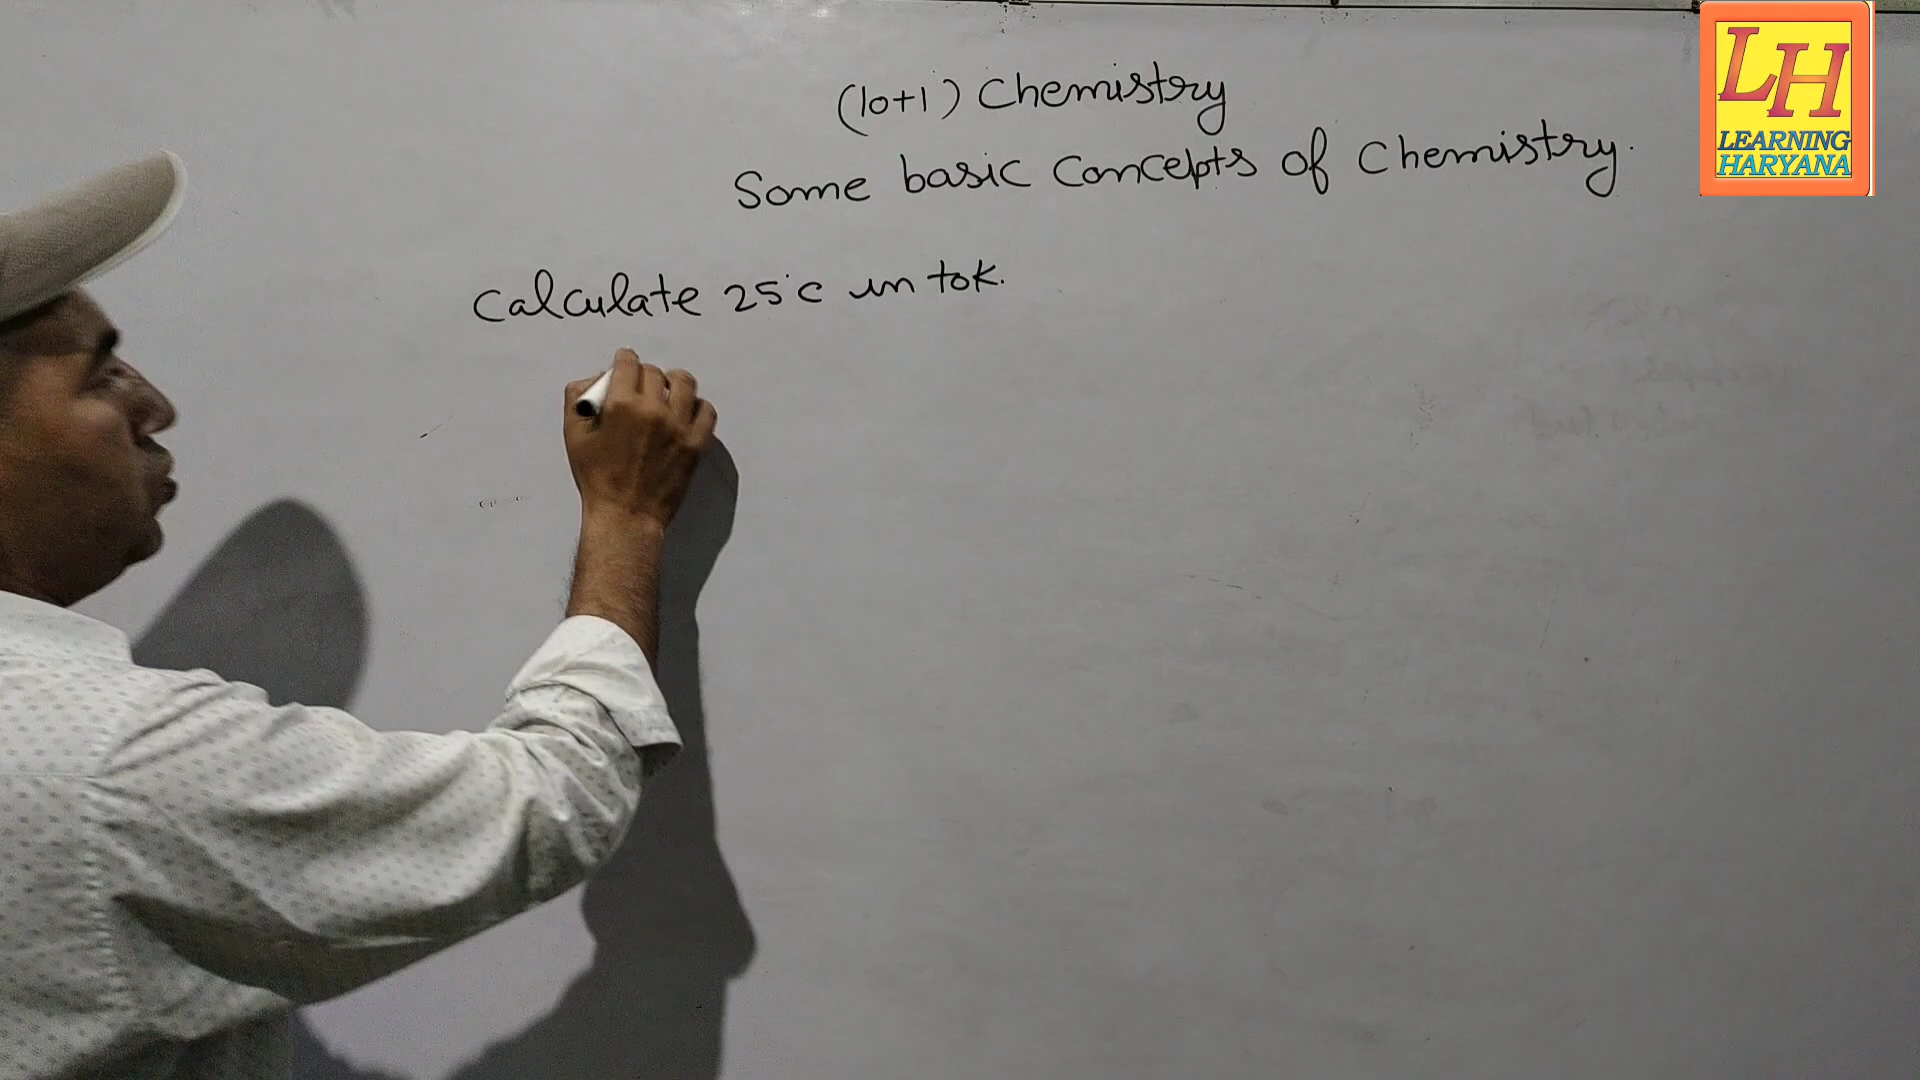 (10+1) Chemistry
Some basic Concepts of Chemistry.
Calculate 25°C in to K.
LH
LEARNING
HARYANA